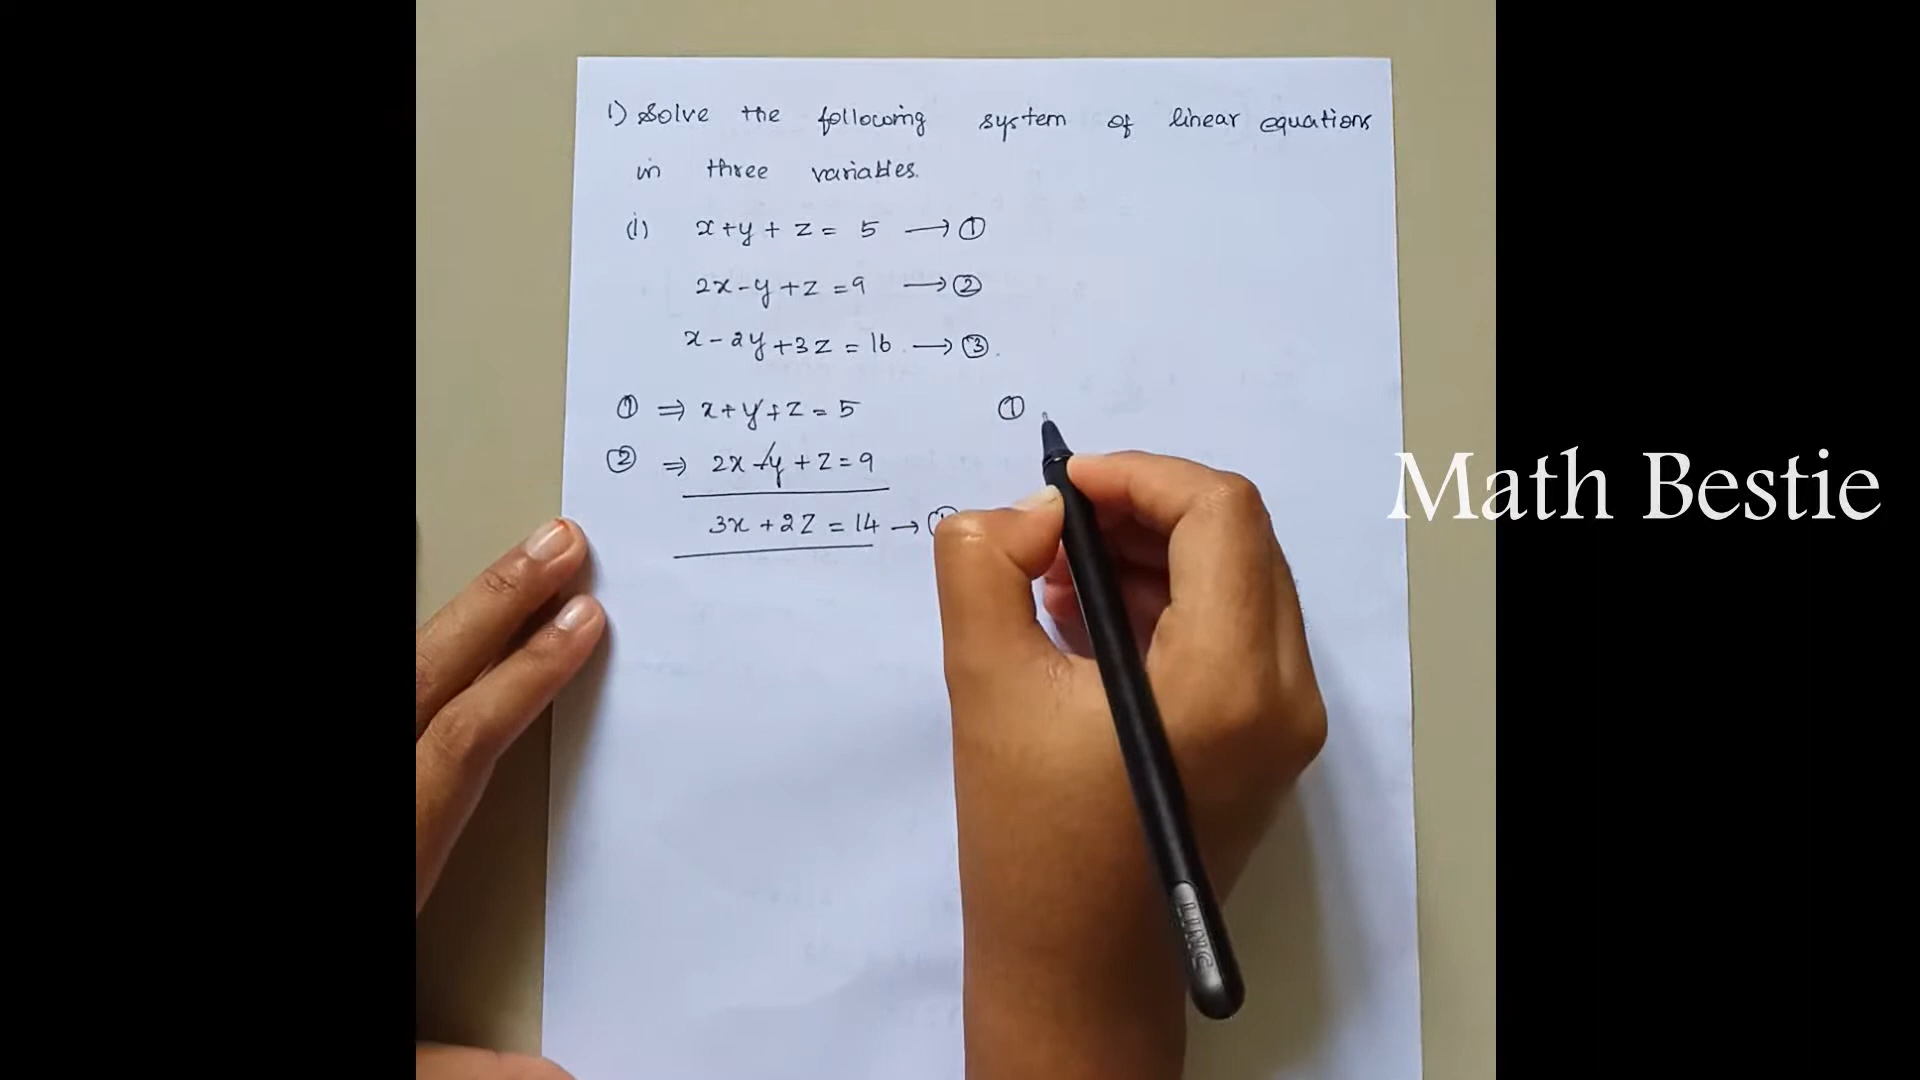 1) Solve the following system of linear equations
in three variables.
(i) x+y+z = 5 → ①
2x-y+z = 9 → ②
x-2y+3z = 16 → ③.
① ⇒ x+y+z = 5
② ⇒ 2x-y+z = 9
3x+2z = 14 →
①
Math Bestie
LINC